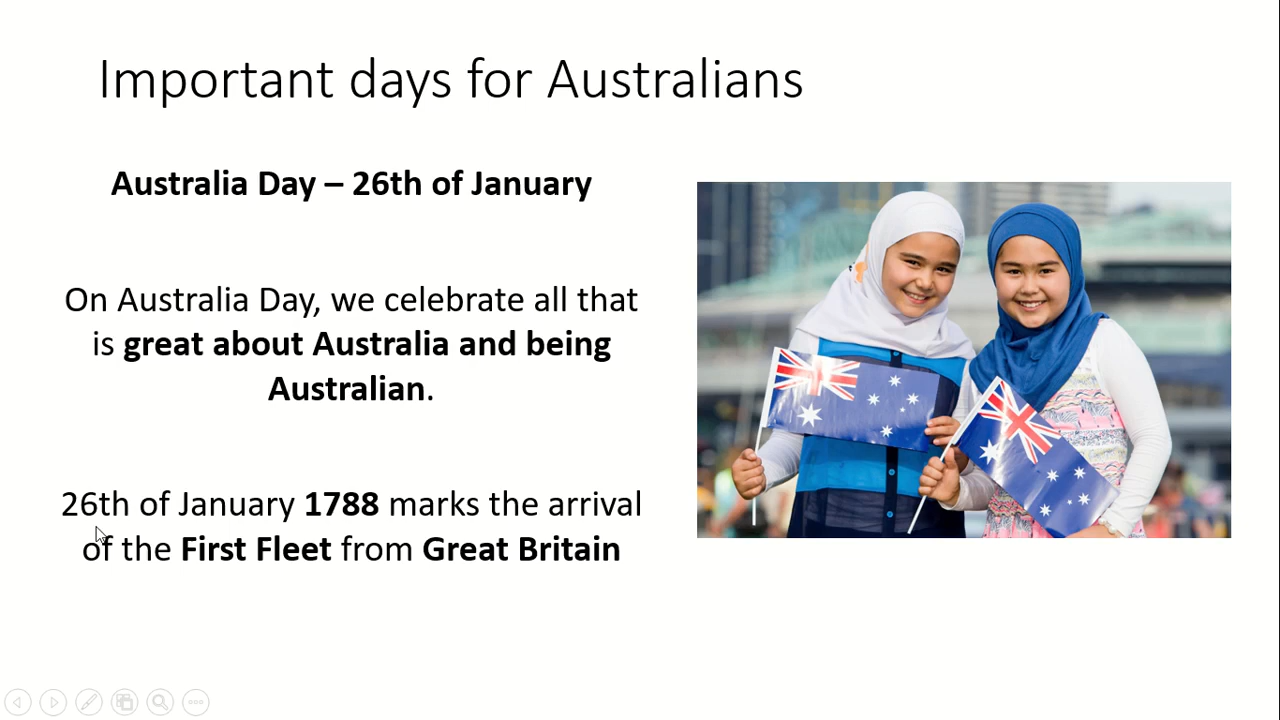 Important days for Australians
Australia Day – 26th of January
On Australia Day, we celebrate all that
is great about Australia and being
Australian.
26th of January 1788 marks the arrival
of the First Fleet from Great Britain